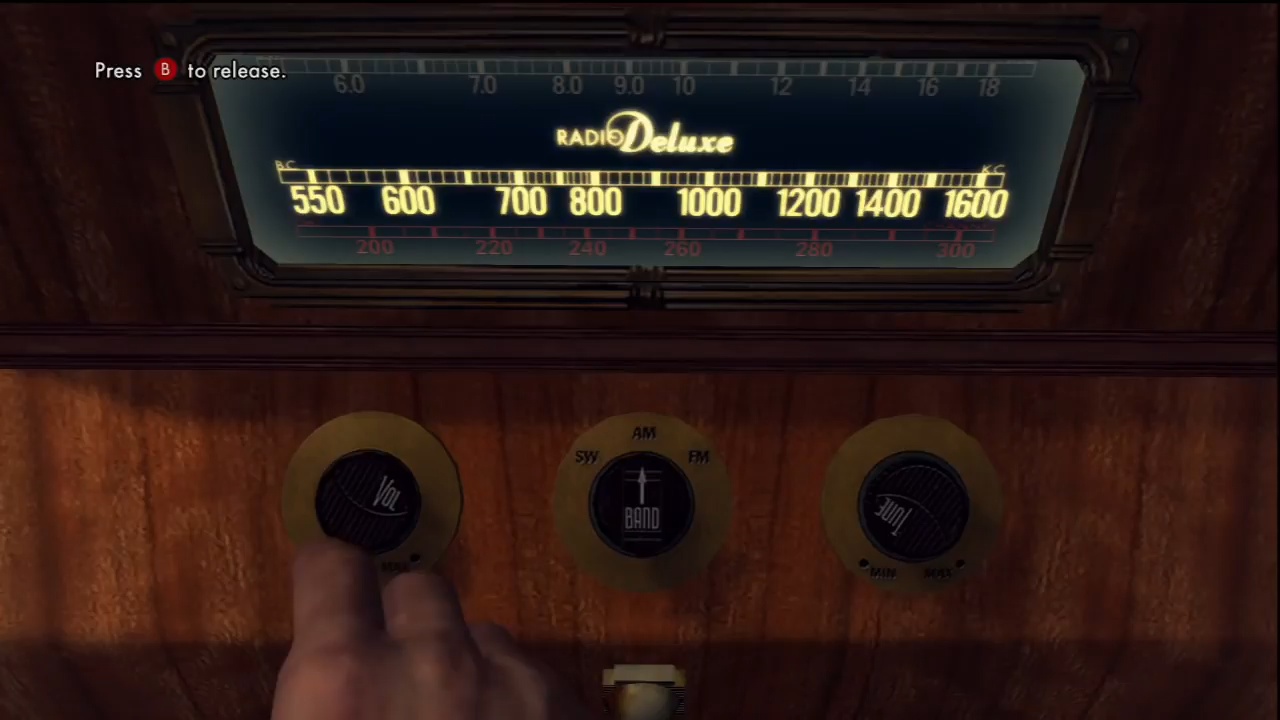 Press B to release.
6.0 7.0 8.0 9.0 10 12 14 16 18
RADIO Deluxe
B.C. KC
550 600 700 800 1000 1200 1400 1600
200 220 240 260 280 300
AM
SW FM
VOL
BAND
TUNE
MAX
MIN MAX